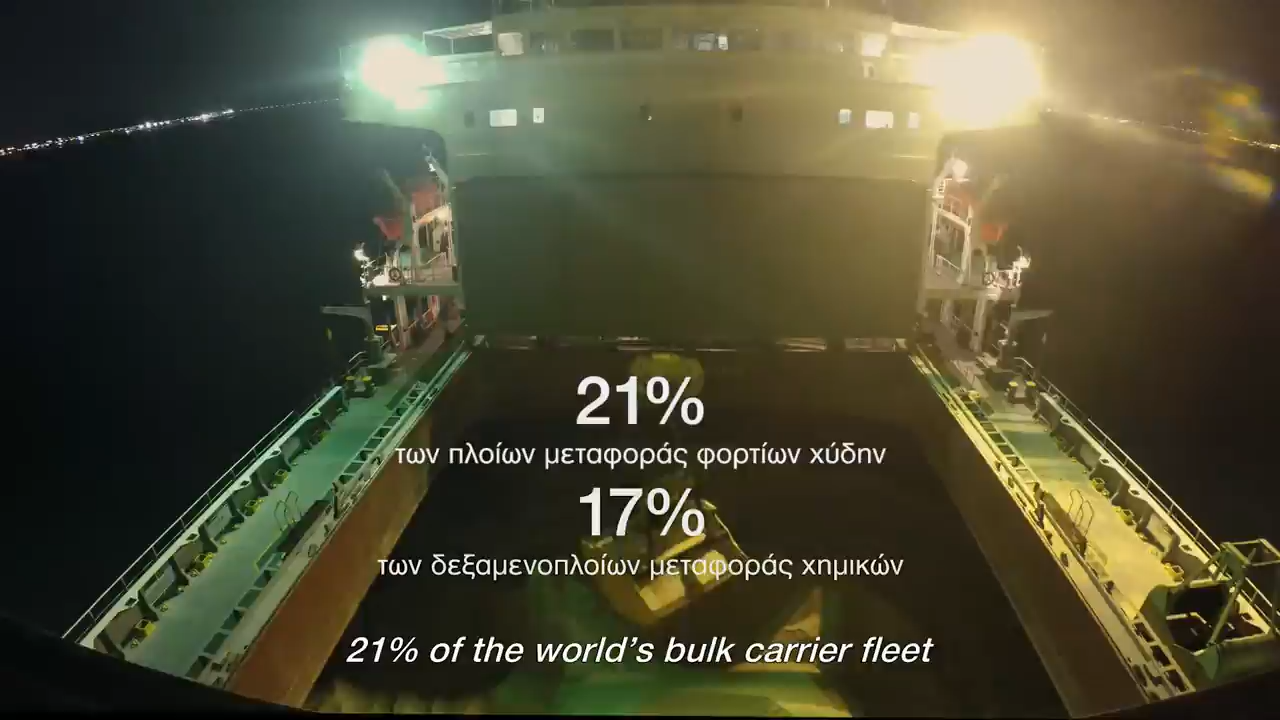 21%
των πλοίων μεταφοράς φορτίων χύδην
17%
των δεξαμενοπλοίων μεταφοράς χημικών
21% of the world's bulk carrier fleet